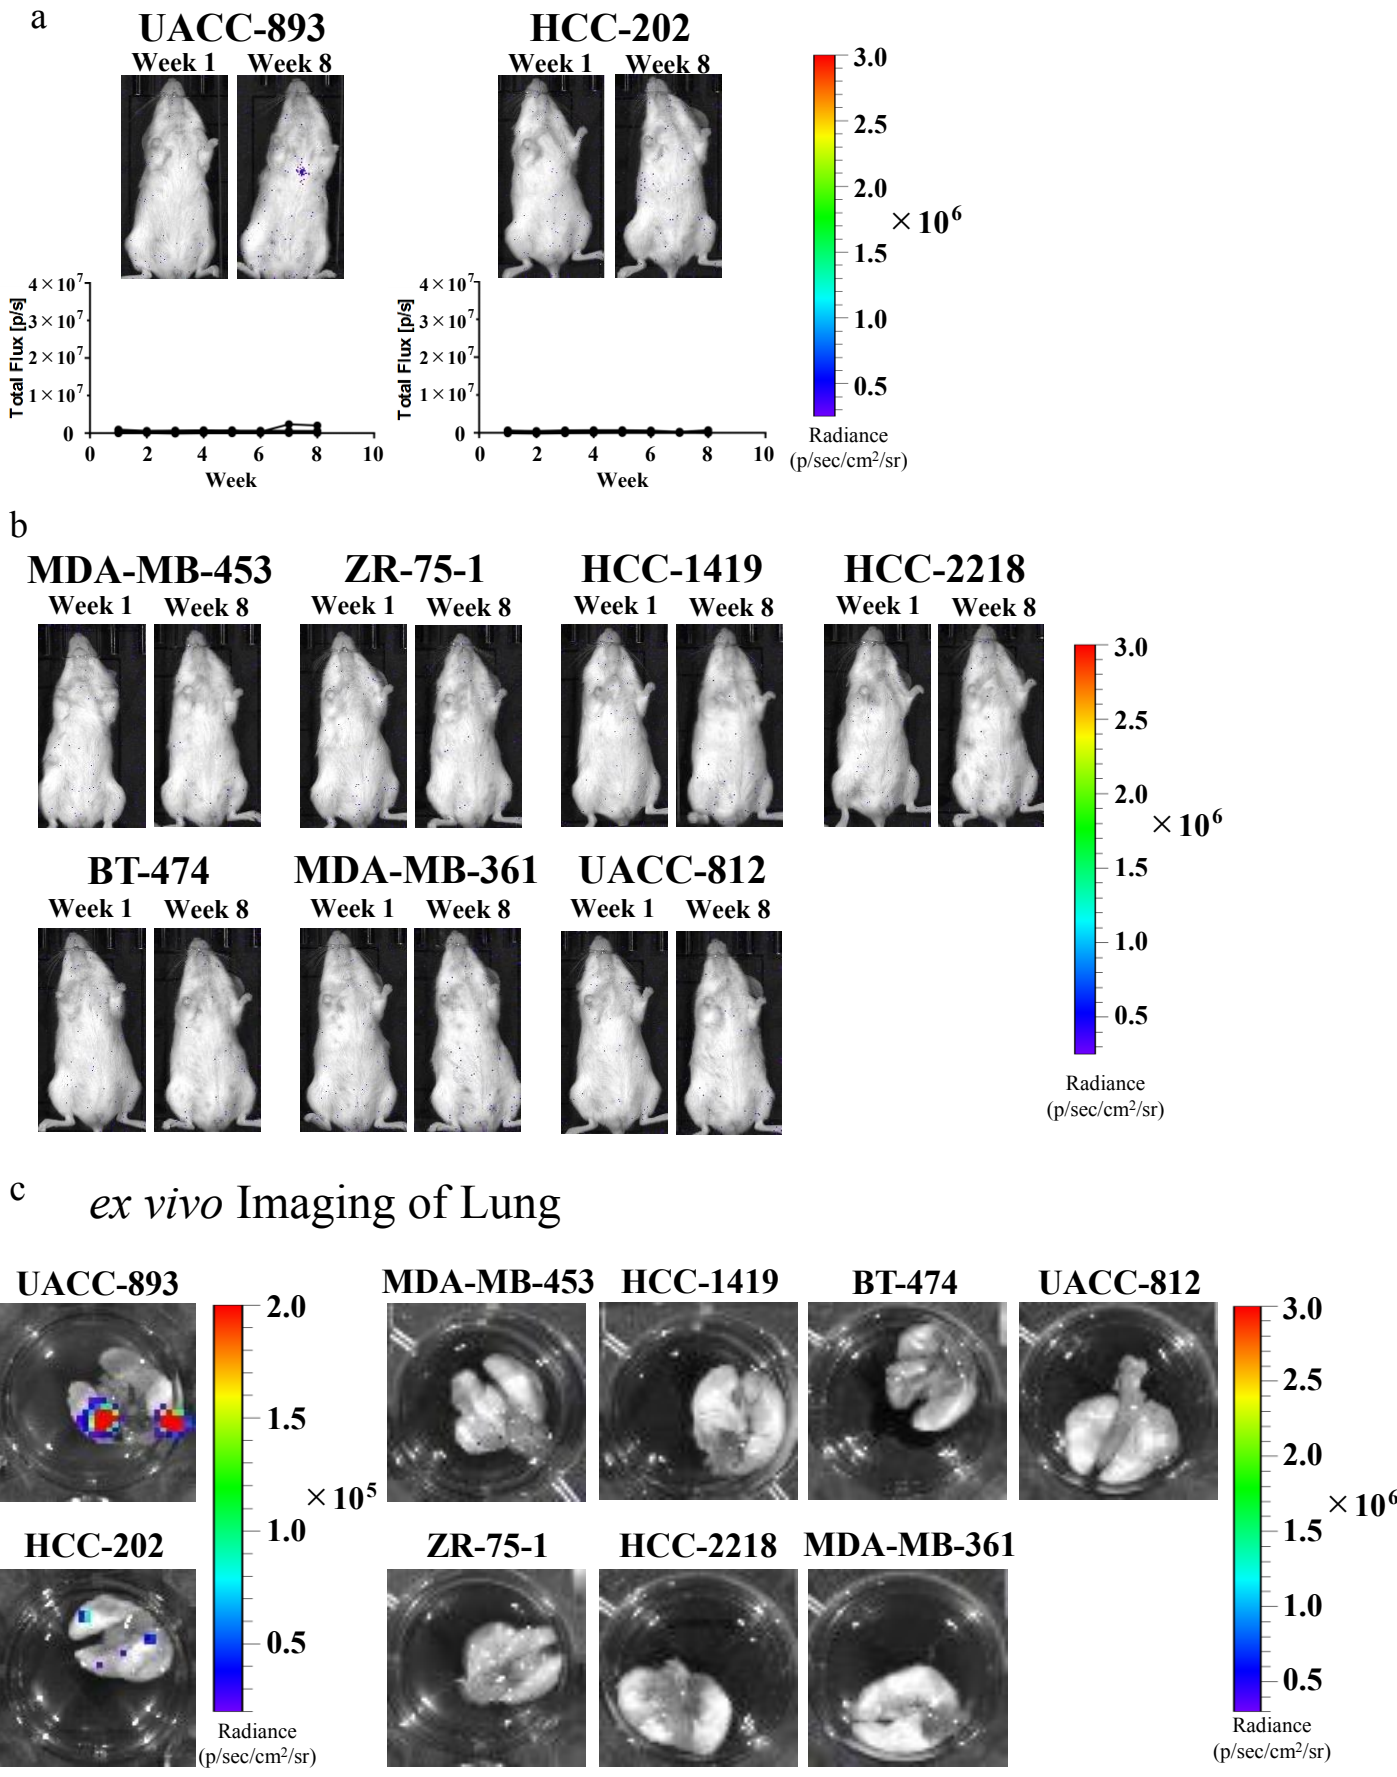 a
UACC-893
HCC-202
Week 1
Week 8
Week 1
Week 8
3.0
2.5
2.0
1.5
1.0
0.5
×10⁶
Radiance
(p/sec/cm²/sr)
Total Flux [p/s]
4×10⁷
3×10⁷
2×10⁷
1×10⁷
0
0 2 4 6 8 10
Week
Total Flux [p/s]
4×10⁷
3×10⁷
2×10⁷
1×10⁷
0
0 2 4 6 8 10
Week
b
MDA-MB-453
ZR-75-1
HCC-1419
HCC-2218
Week 1
Week 8
Week 1
Week 8
Week 1
Week 8
Week 1
Week 8
BT-474
MDA-MB-361
UACC-812
Week 1
Week 8
Week 1
Week 8
Week 1
Week 8
3.0
2.5
2.0
1.5
1.0
0.5
×10⁶
Radiance
(p/sec/cm²/sr)
c
ex vivo Imaging of Lung
UACC-893
HCC-202
2.0
1.5
1.0
0.5
×10⁵
Radiance
(p/sec/cm²/sr)
MDA-MB-453
HCC-1419
BT-474
UACC-812
ZR-75-1
HCC-2218
MDA-MB-361
3.0
2.5
2.0
1.5
1.0
0.5
×10⁶
Radiance
(p/sec/cm²/sr)